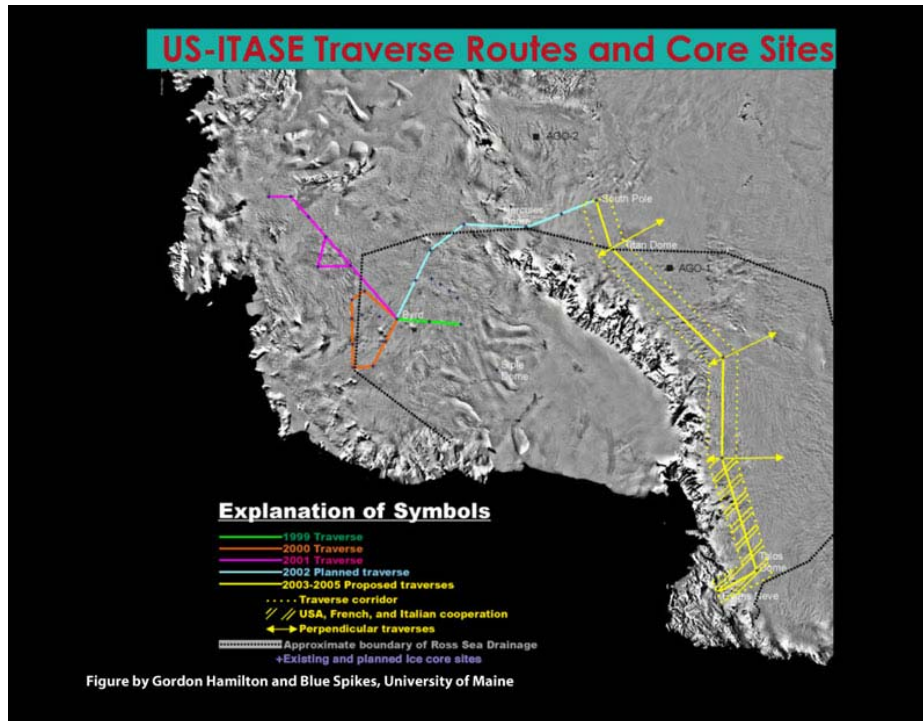 US-ITASE Traverse Routes and Core Sites
AGO-2
South Pole
Hercules
Dome
Titan Dome
AGO-1
Byrd
Siple
Dome
Talos
Dome
Explanation of Symbols
1999 Traverse
2000 Traverse
2001 Traverse
2002 Planned traverse
2003-2005 Proposed traverses
Traverse corridor
USA, French, and Italian cooperation
Perpendicular traverses
Approximate boundary of Ross Sea Drainage
+Existing and planned Ice core sites
Figure by Gordon Hamilton and Blue Spikes, University of Maine